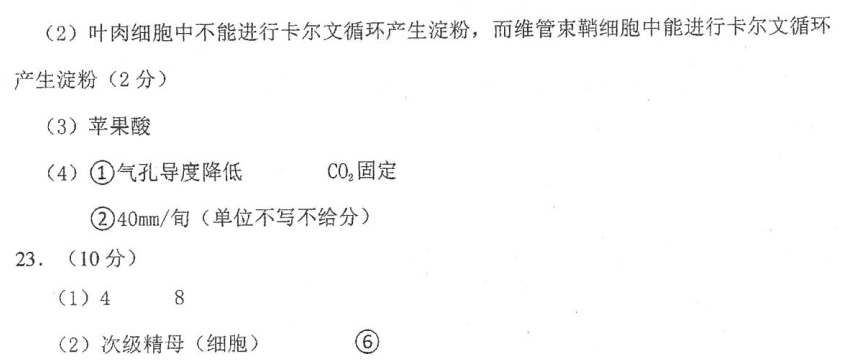 （2）叶肉细胞中不能进行卡尔文循环产生淀粉，而维管束鞘细胞中能进行卡尔文循环
产生淀粉（2 分）
（3）苹果酸
（4）①气孔导度降低 CO₂固定
②40mm/旬（单位不写不给分）
23. （10 分）
（1）4 8
（2）次级精母（细胞） ⑥